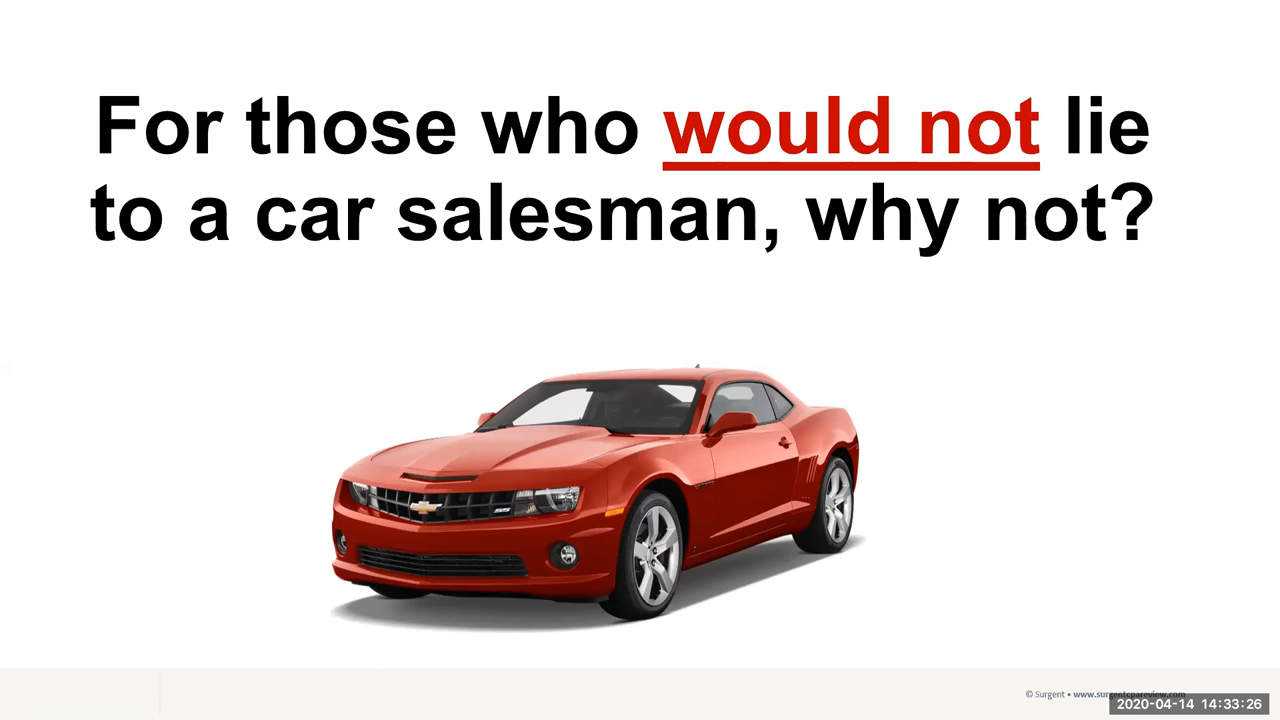 For those who would not lie
to a car salesman, why not?
SS
© Surgent • www.surgentcpareview.com
2020-04-14 14:33:26